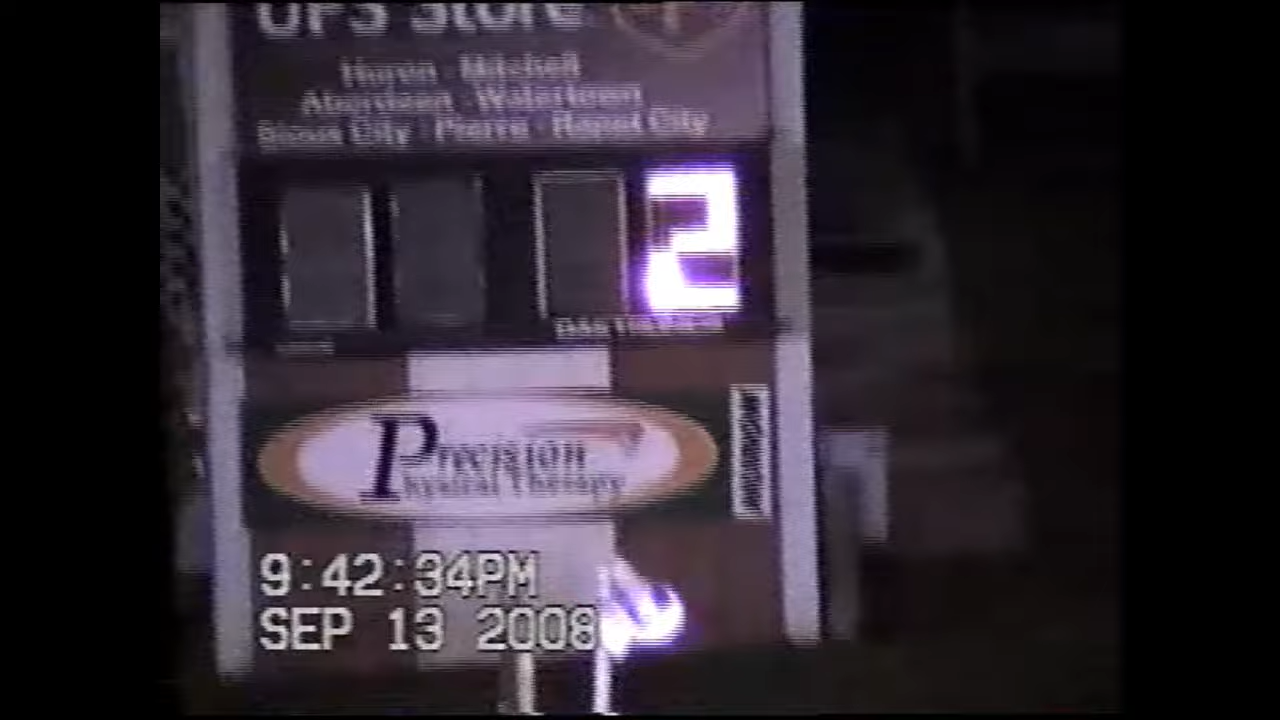 UPS Store
Huron · Mitchell
Aberdeen · Watertown
Sioux City · Pierre · Rapid City
2
Precision
Physical Therapy
9:42:34PM
SEP 13 2008